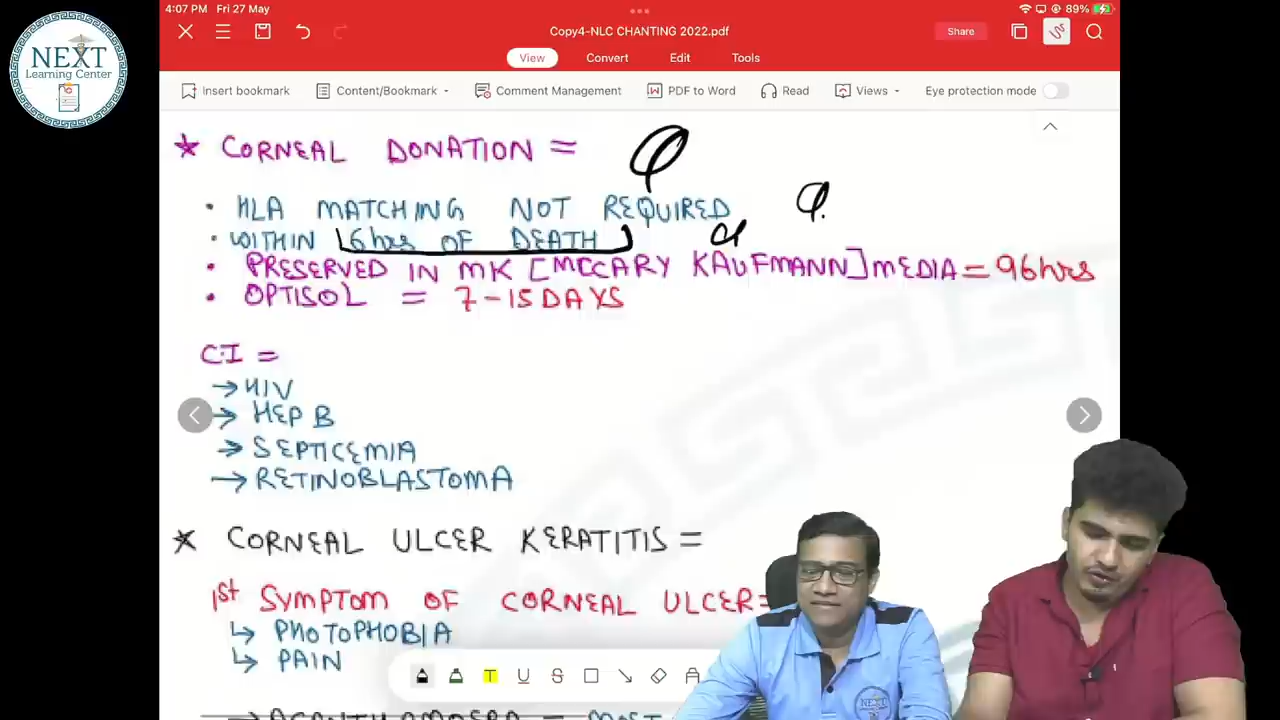 4:07 PM Fri 27 May
89%
NEXT
Learning Center
Copy4-NLC CHANTING 2022.pdf
Share
View Convert Edit Tools
Insert bookmark Content/Bookmark Comment Management PDF to Word Read Views Eye protection mode
CORNEAL DONATION =
HLA MATCHING NOT REQUIRED
WITHIN 6hrs OF DEATH
PRESERVED IN MK [MCCARY KAUFMANN] MEDIA = 96hrs
OPTISOL = 7-15 DAYS
C.I =
→ HIV
→ HEP B
→ SEPTICEMIA
→ RETINOBLASTOMA
CORNEAL ULCER KERATITIS =
1st SYMPTOM OF CORNEAL ULCER=
↳ PHOTOPHOBIA
↳ PAIN